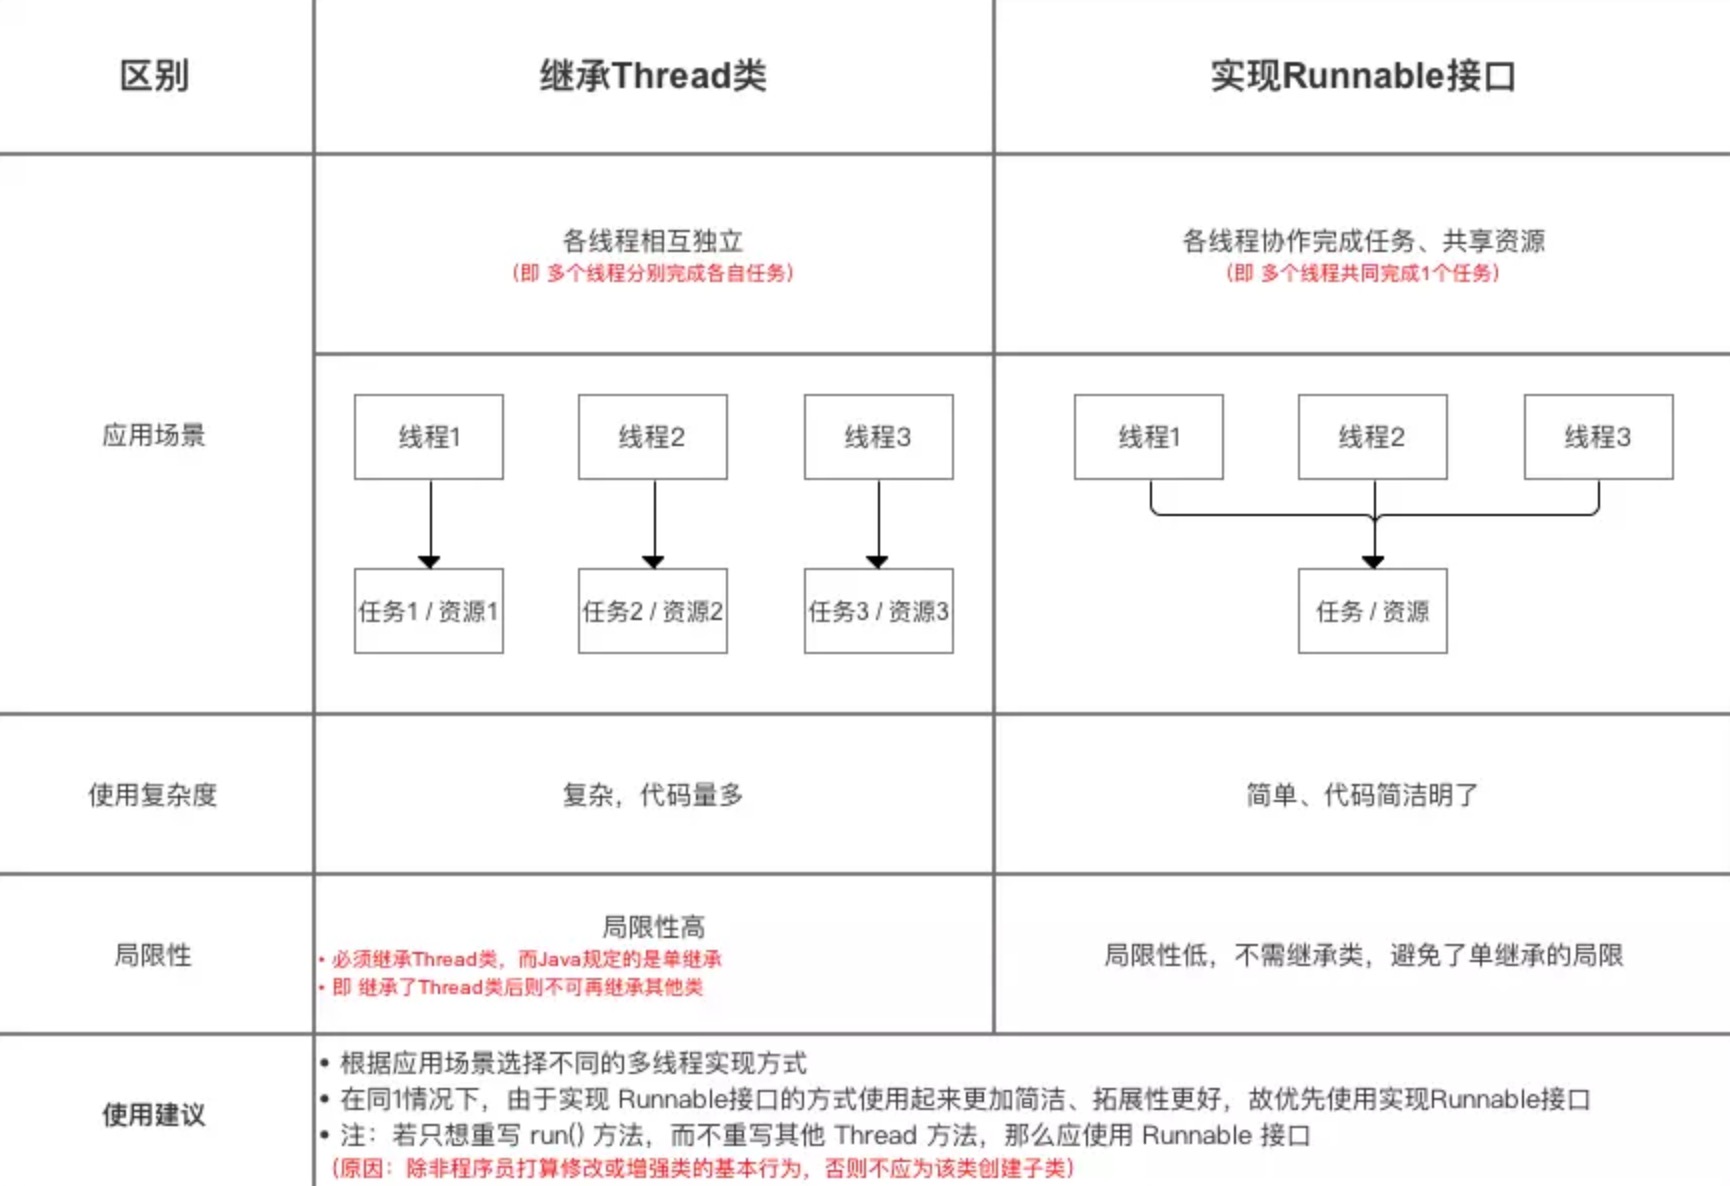 区别
继承Thread类
实现Runnable接口
应用场景
各线程相互独立
（即 多个线程分别完成各自任务）
各线程协作完成任务、共享资源
（即 多个线程共同完成1个任务）
线程1
线程2
线程3
任务1 / 资源1
任务2 / 资源2
任务3 / 资源3
线程1
线程2
线程3
任务 / 资源
使用复杂度
复杂，代码量多
简单、代码简洁明了
局限性
局限性高
• 必须继承Thread类，而Java规定的是单继承
• 即 继承了Thread类后则不可再继承其他类
局限性低，不需继承类，避免了单继承的局限
使用建议
• 根据应用场景选择不同的多线程实现方式
• 在同1情况下，由于实现 Runnable接口的方式使用起来更加简洁、拓展性更好，故优先使用实现Runnable接口
• 注：若只想重写 run() 方法，而不重写其他 Thread 方法，那么应使用 Runnable 接口
（原因：除非程序员打算修改或增强类的基本行为，否则不应为该类创建子类）